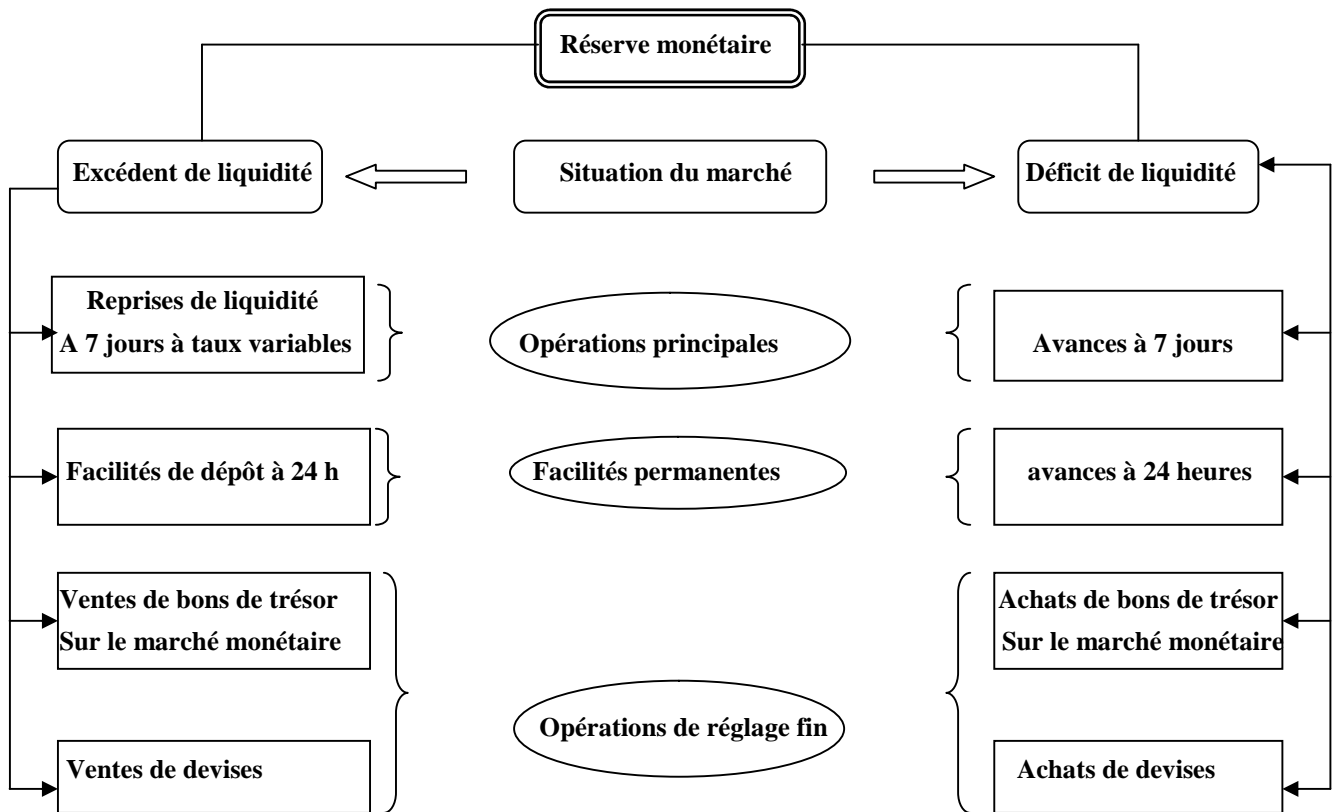 Réserve monétaire
Excédent de liquidité
Situation du marché
Déficit de liquidité
Reprises de liquidité
A 7 jours à taux variables
Opérations principales
Avances à 7 jours
Facilités de dépôt à 24 h
Facilités permanentes
avances à 24 heures
Ventes de bons de trésor
Sur le marché monétaire
Achats de bons de trésor
Sur le marché monétaire
Opérations de réglage fin
Ventes de devises
Achats de devises